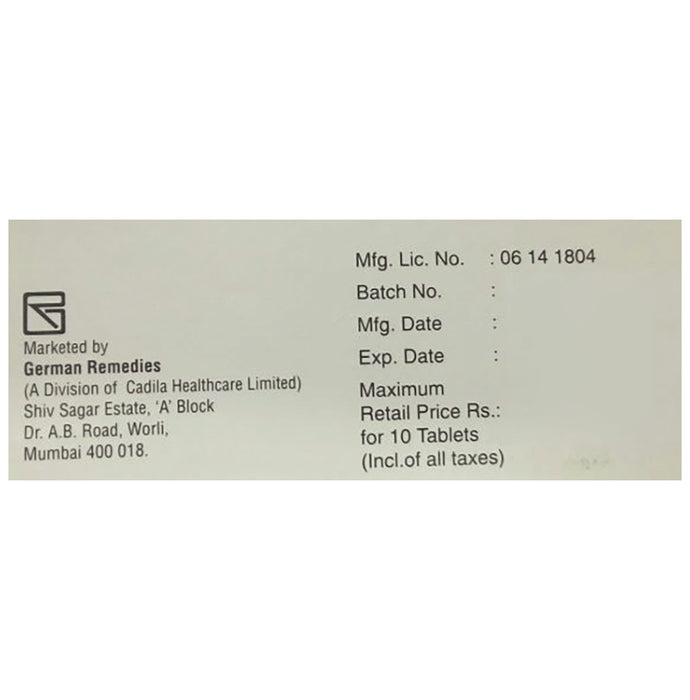 Marketed by
German Remedies
(A Division of Cadila Healthcare Limited)
Shiv Sagar Estate, 'A' Block
Dr. A.B. Road, Worli,
Mumbai 400 018.
Mfg. Lic. No. : 06 14 1804
Batch No. :
Mfg. Date :
Exp. Date :
Maximum
Retail Price Rs.:
for 10 Tablets
(Incl.of all taxes)